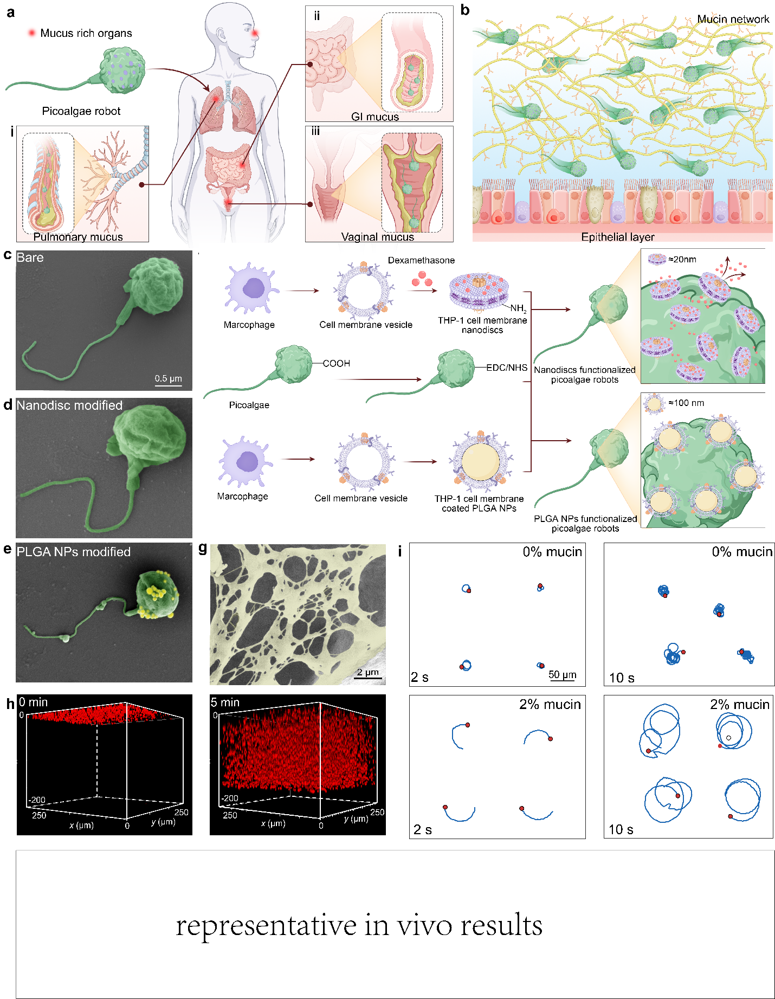 a
Mucus rich organs
Picoalgae robot
i
Pulmonary mucus
ii
GI mucus
iii
Vaginal mucus
b
Mucin network
Epithelial layer
c
Bare
0.5 μm
Dexamethasone
Marcophage
Cell membrane vesicle
NH2
THP-1 cell membrane
nanodiscs
COOH
EDC/NHS
Picoalgae
Nanodiscs functionalized
picoalgae robots
≈20nm
d
Nanodisc modified
Marcophage
Cell membrane vesicle
THP-1 cell membrane
coated PLGA NPs
PLGA NPs functionalized
picoalgae robots
≈100 nm
e
PLGA NPs modified
g
2 μm
h
0 min
0
-200
250
x (μm)
0
y (μm)
250
5 min
0
-200
250
x (μm)
0
y (μm)
250
i
0% mucin
2 s
50 μm
0% mucin
10 s
2% mucin
2 s
2% mucin
10 s
representative in vivo results